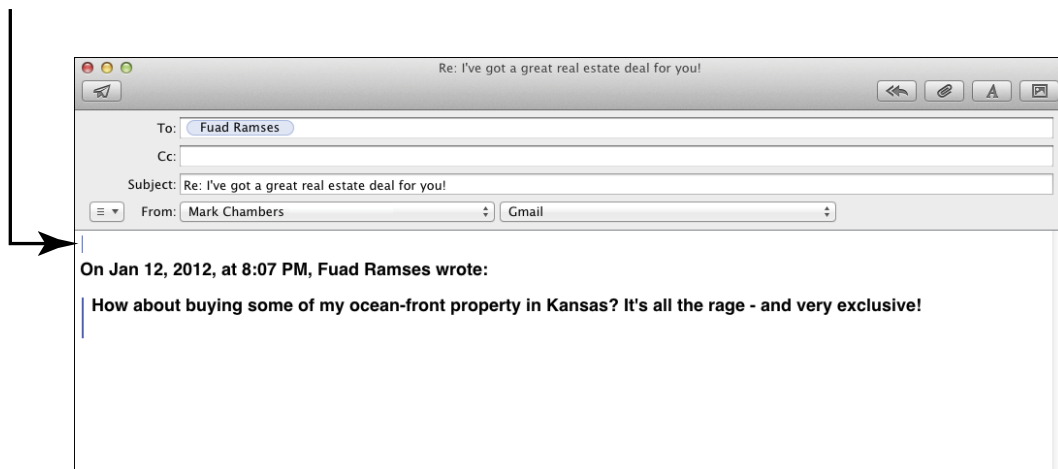 Re: I've got a great real estate deal for you!
A
To: Fuad Ramses
Cc:
Subject: Re: I've got a great real estate deal for you!
From: Mark Chambers Gmail
On Jan 12, 2012, at 8:07 PM, Fuad Ramses wrote:
How about buying some of my ocean-front property in Kansas? It's all the rage - and very exclusive!